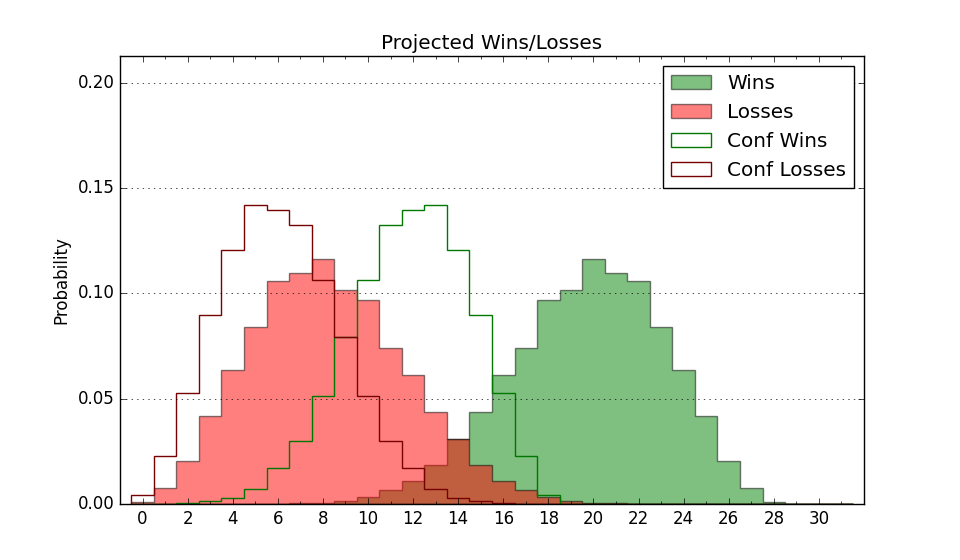 Projected Wins/Losses
0.20
0.15
0.10
0.05
0.00
Probability
Wins
Losses
Conf Wins
Conf Losses
0 2 4 6 8 10 12 14 16 18 20 22 24 26 28 30